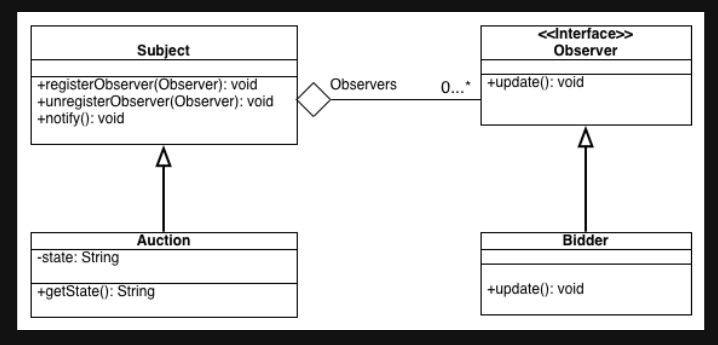 Subject
+registerObserver(Observer): void
+unregisterObserver(Observer): void
+notify(): void
Observers
0...*
<<Interface>>
Observer
+update(): void
Auction
-state: String
+getState(): String
Bidder
+update(): void